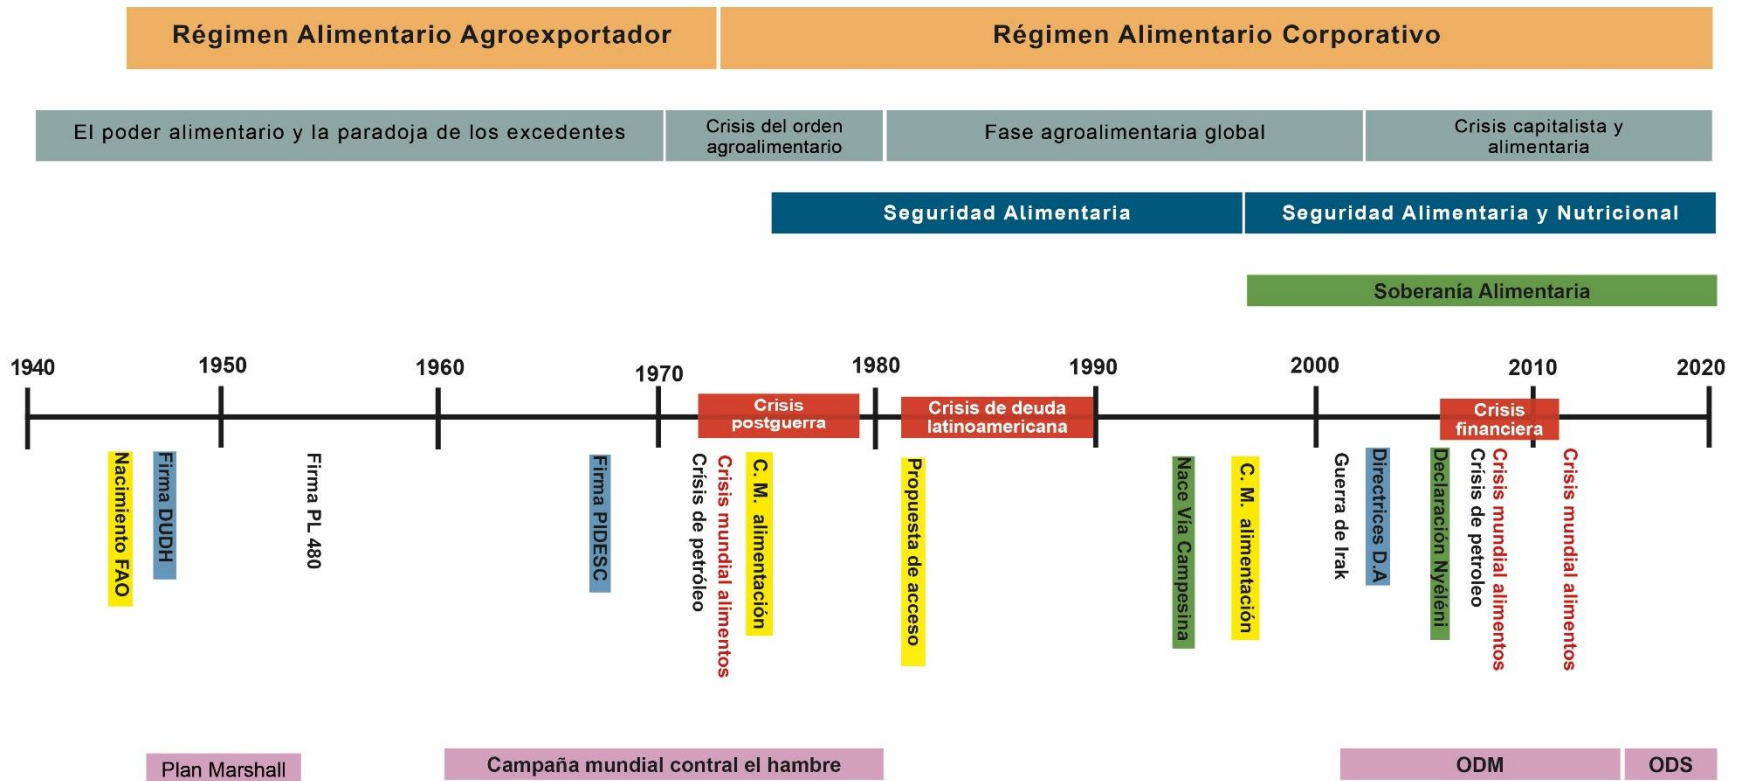 Régimen Alimentario Agroexportador
Régimen Alimentario Corporativo
El poder alimentario y la paradoja de los excedentes
Crisis del orden
agroalimentario
Fase agroalimentaria global
Crisis capitalista y
alimentaria
Seguridad Alimentaria
Seguridad Alimentaria y Nutricional
Soberanía Alimentaria
1940
1950
1960
1970
1980
1990
2000
2010
2020
Crisis
postguerra
Crisis de deuda
latinoamericana
Crisis
financiera
Nacimiento FAO
Firma DUDH
Firma PL 480
Firma PIDESC
Crísis de petróleo
Crisis mundial alimentos
C. M. alimentación
Propuesta de acceso
Nace Vía Campesina
C. M. alimentación
Guerra de Irak
Directrices D.A
Declaración Nyéléni
Crísis de petroleo
Crisis mundial alimentos
Crisis mundial alimentos
Plan Marshall
Campaña mundial contral el hambre
ODM
ODS